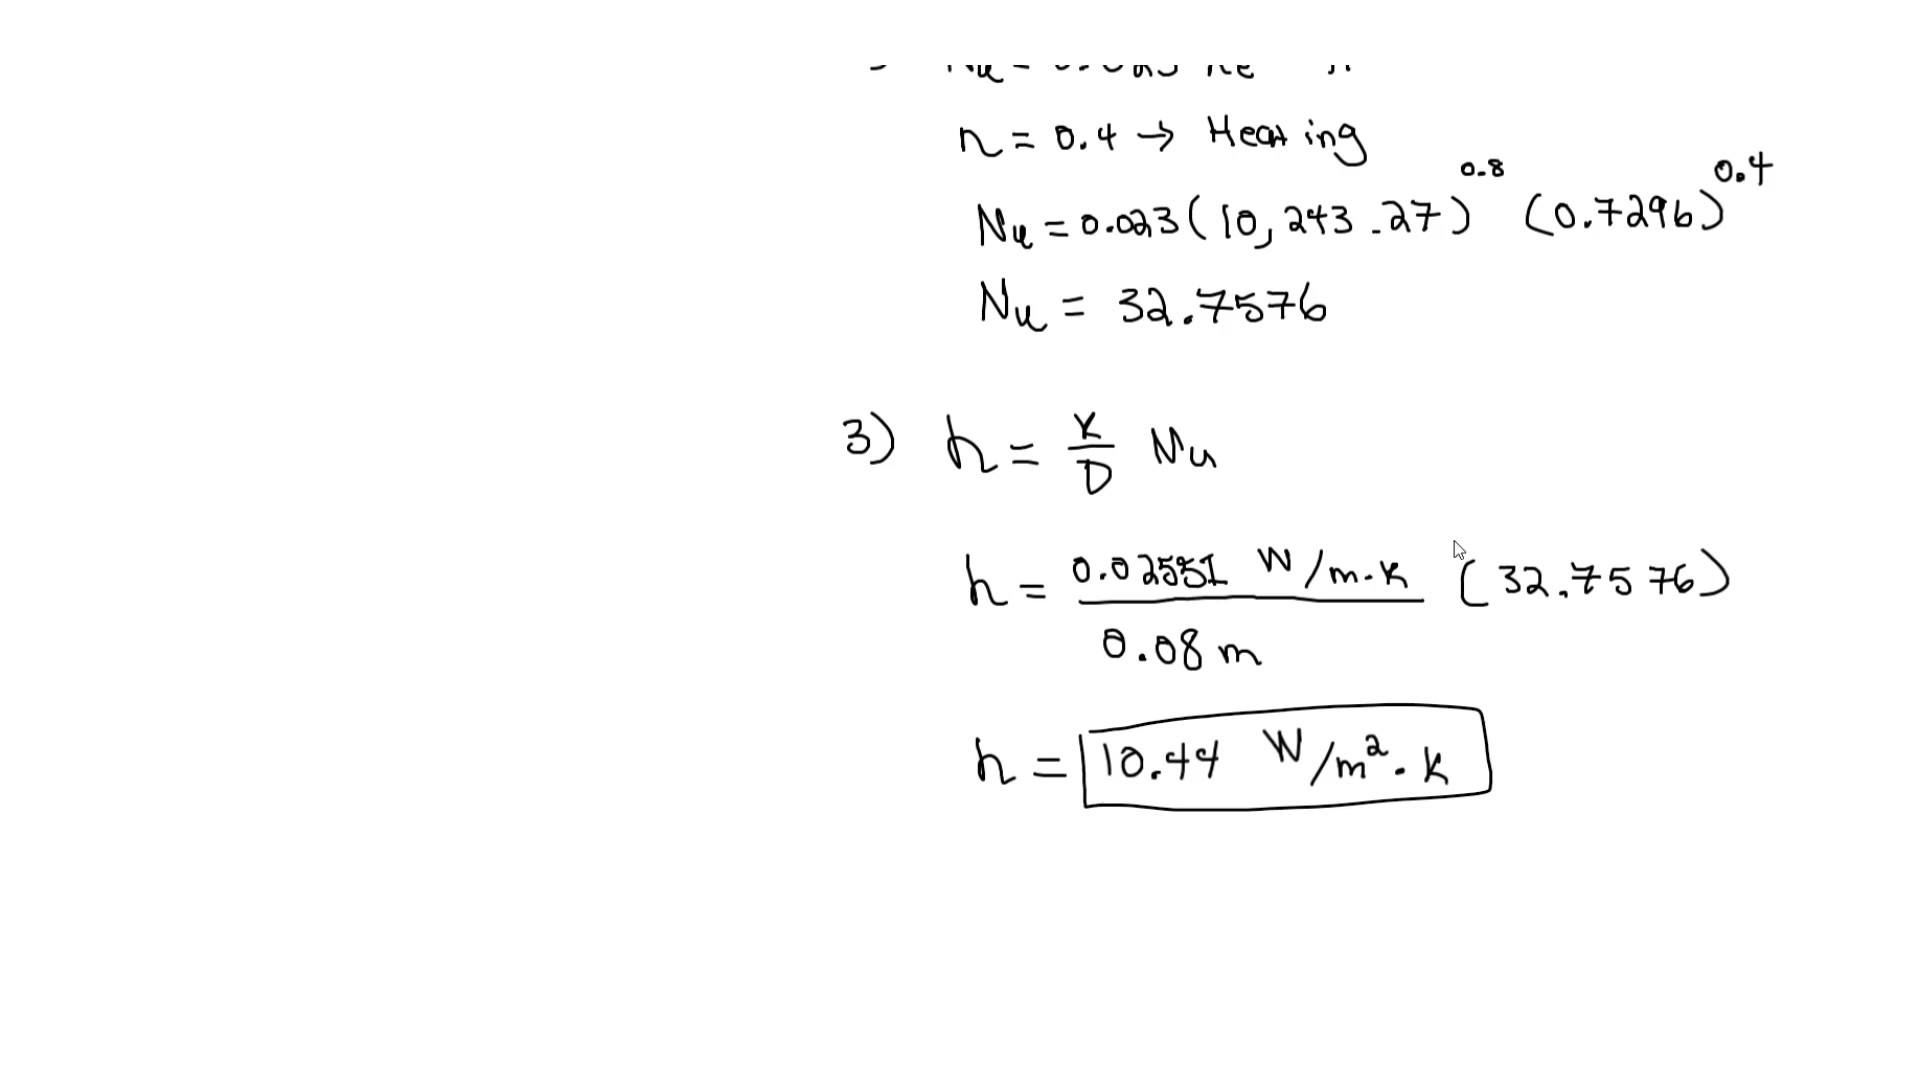 n = 0.4 → Heating
Nu = 0.023 (10,243.27)^0.8 (0.7296)^0.4
Nu = 32.7576
3) h = K/D Nu
h = 0.02551 W/m·K / 0.08 m (32.7576)
h = 10.44 W/m²·K